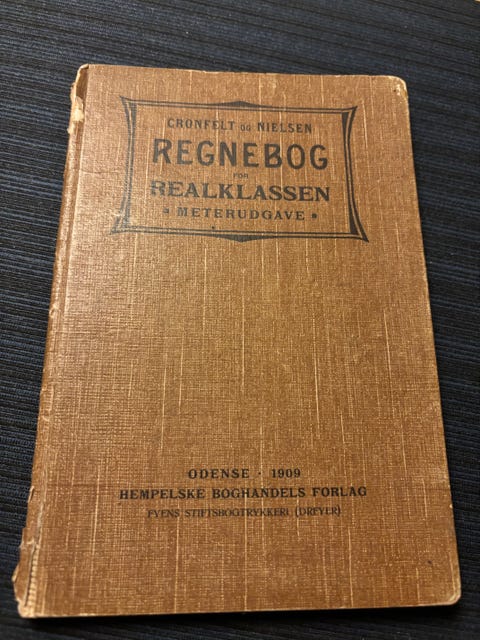 CRONFELT OG NIELSEN
REGNEBOG
FOR
REALKLASSEN
* METERUDGAVE *
ODENSE · 1909
HEMPELSKE BOGHANDELS FORLAG
FYENS STIFTSBOGTRYKKERI (DREYER)